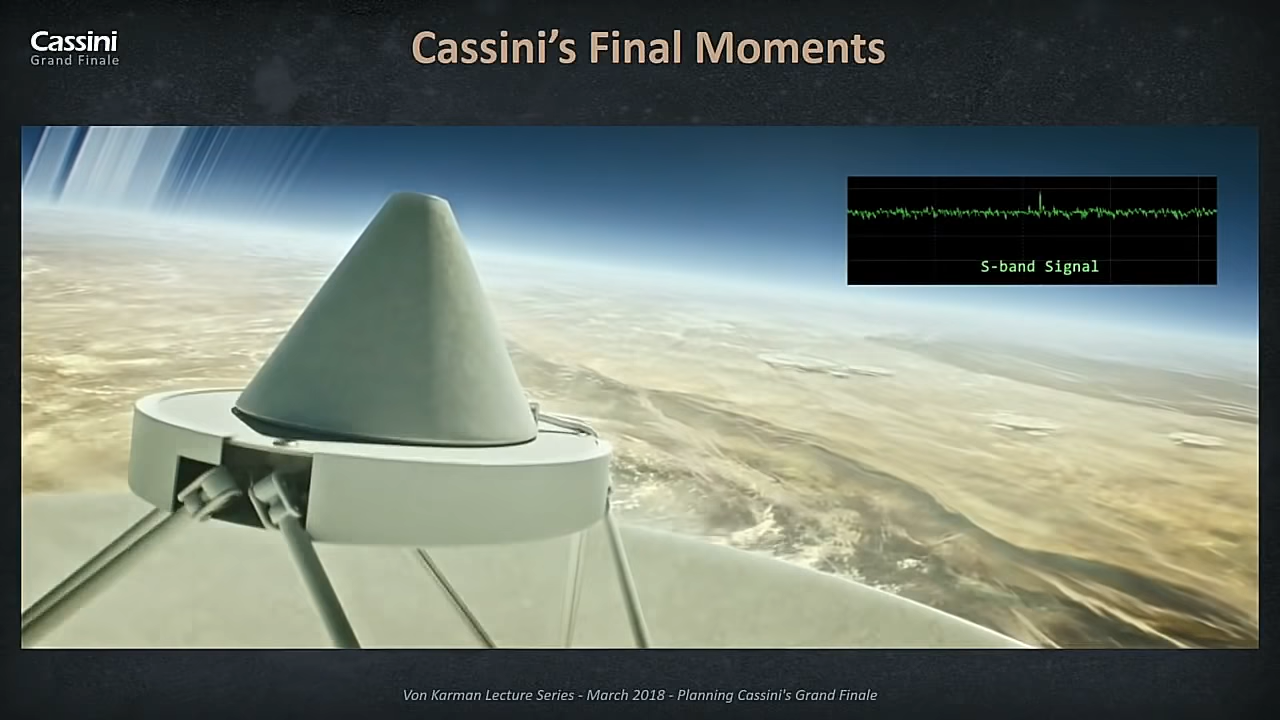 Cassini
Grand Finale
Cassini’s Final Moments
S-band Signal
Von Karman Lecture Series - March 2018 - Planning Cassini's Grand Finale